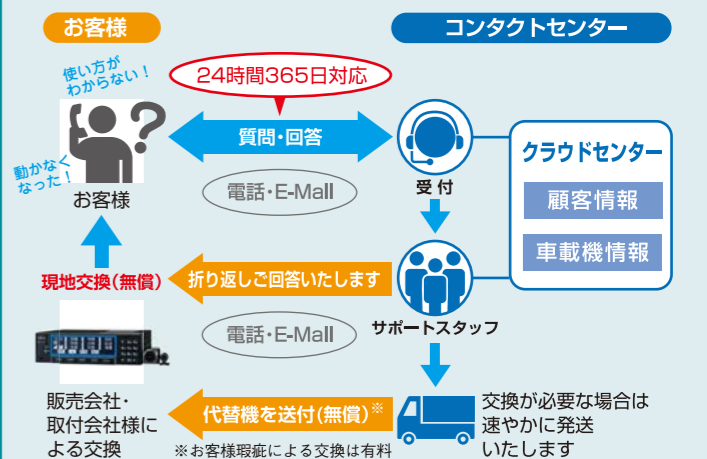 お客様
コンタクトセンター
使い方が
わからない！
24時間365日対応
質問・回答
動かなく
なった！
お客様
電話・E-Mall
受付
クラウドセンター
顧客情報
車載機情報
現地交換(無償)
折り返しご回答いたします
電話・E-Mall
サポートスタッフ
販売会社・
取付会社様に
よる交換
代替機を送付(無償)※
※お客様瑕疵による交換は有料
交換が必要な場合は
速やかに発送
いたします